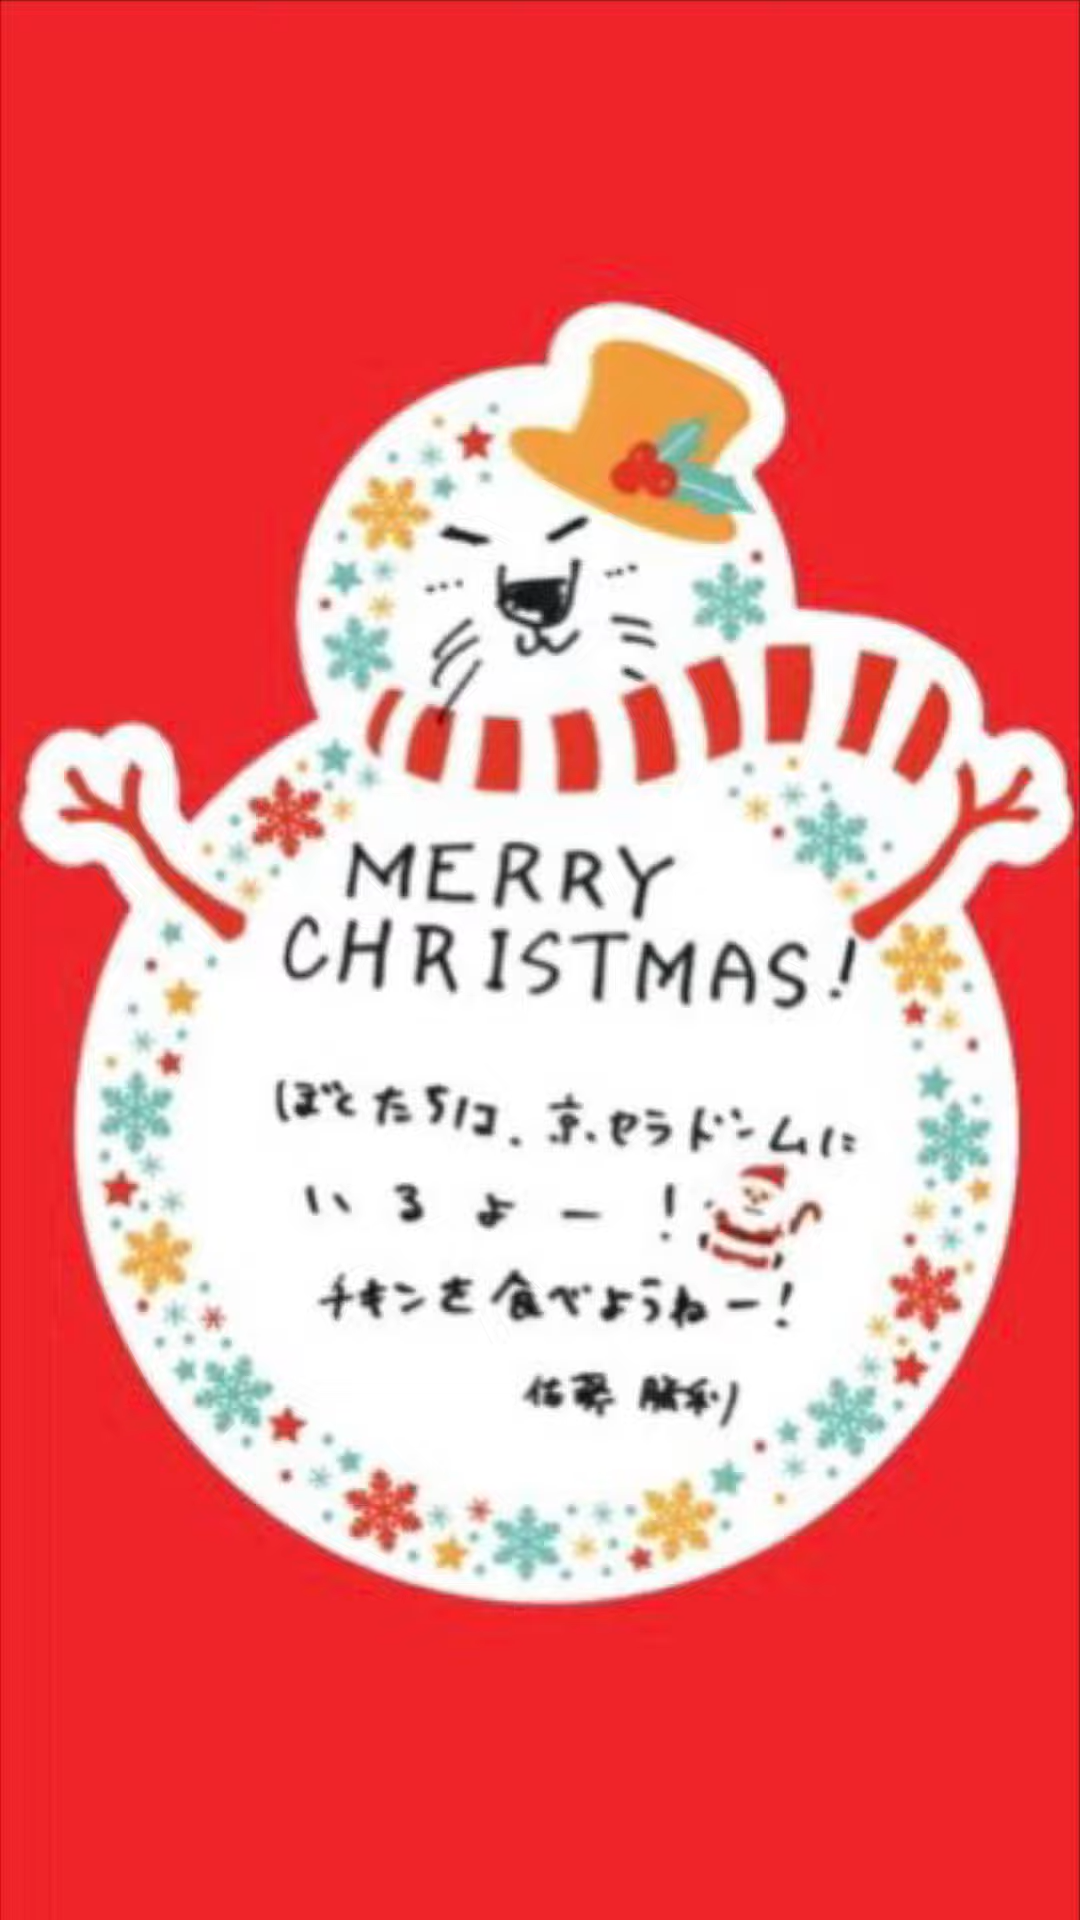 MERRY
CHRISTMAS!
ぼくたちは、京セラドームに
いるよー！
チキンを食べようねー！
佐藤 勝利